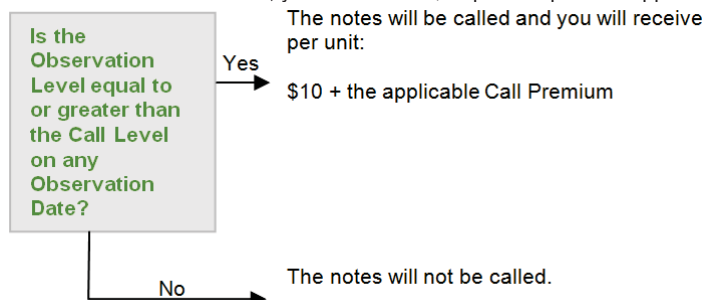 Is the
Observation
Level equal to
or greater than
the Call Level
on any
Observation
Date?
Yes
The notes will be called and you will receive
per unit:
$10 + the applicable Call Premium
No
The notes will not be called.